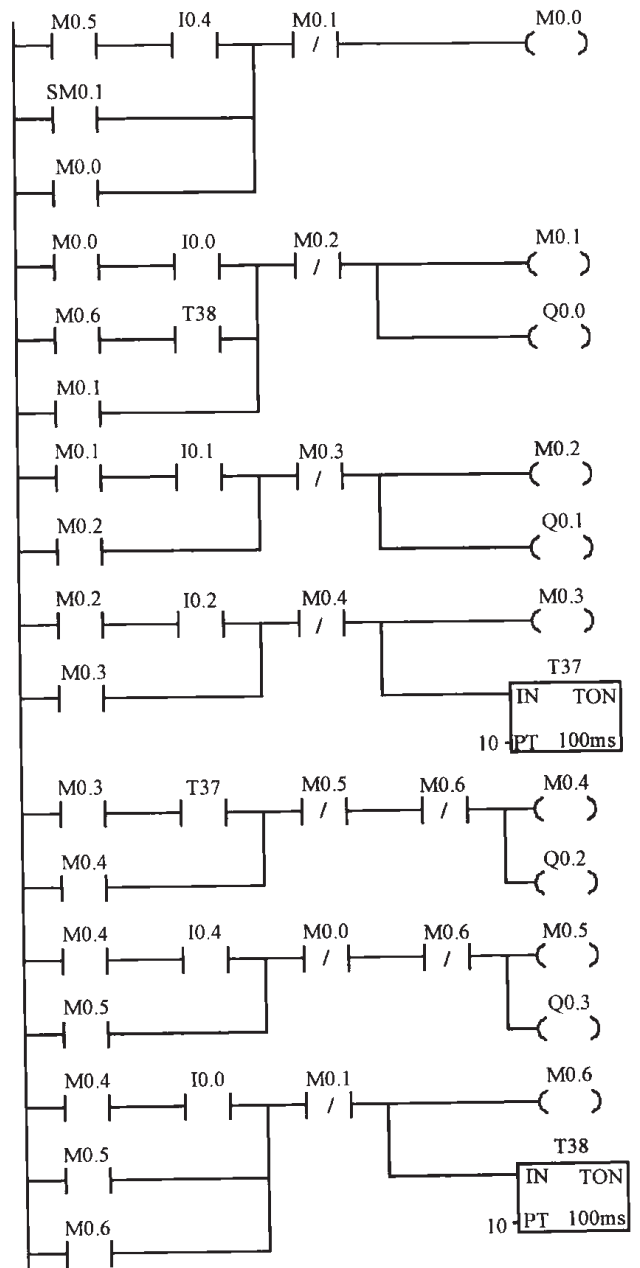 M0.5 I0.4 M0.1 M0.0
/
SM0.1
M0.0
M0.0 I0.0 M0.2 M0.1
/
M0.6 T38 Q0.0
M0.1
M0.1 I0.1 M0.3 M0.2
/
M0.2 Q0.1
M0.2 I0.2 M0.4 M0.3
/
M0.3 T37
IN TON
10 PT 100ms
M0.3 T37 M0.5 M0.6 M0.4
/ /
M0.4 Q0.2
M0.4 I0.4 M0.0 M0.6 M0.5
/ /
M0.5 Q0.3
M0.4 I0.0 M0.1 M0.6
/
M0.5 T38
IN TON
M0.6 10 PT 100ms